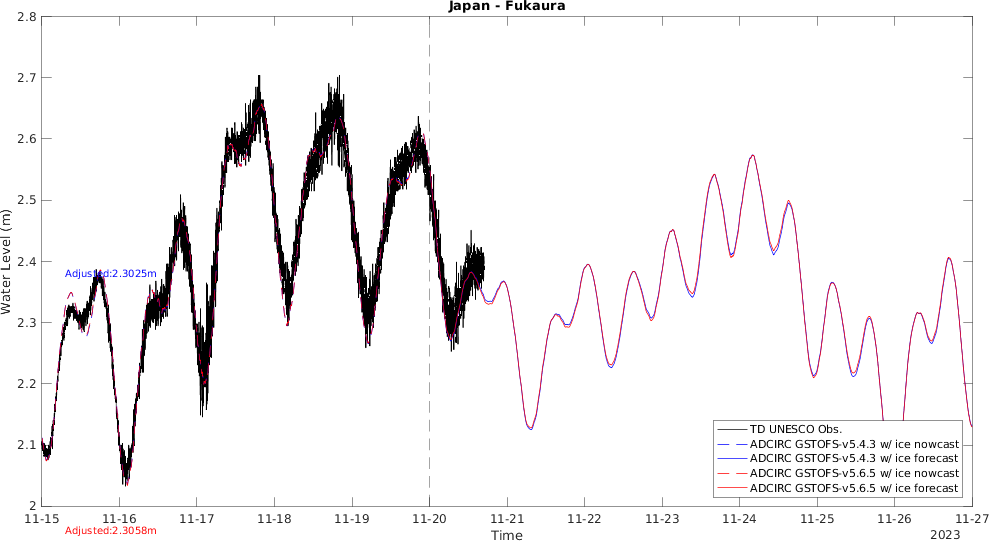 Japan - Fukaura
2.8
2.7
2.6
2.5
2.4
2.3
2.2
2.1
2
Water Level (m)
Adjusted:2.3025m
TD UNESCO Obs.
ADCIRC GSTOFS-v5.4.3 w/ ice nowcast
ADCIRC GSTOFS-v5.4.3 w/ ice forecast
ADCIRC GSTOFS-v5.6.5 w/ ice nowcast
ADCIRC GSTOFS-v5.6.5 w/ ice forecast
11-15 11-16 11-17 11-18 11-19 11-20 11-21 11-22 11-23 11-24 11-25 11-26 11-27
Adjusted:2.3058m
Time
2023